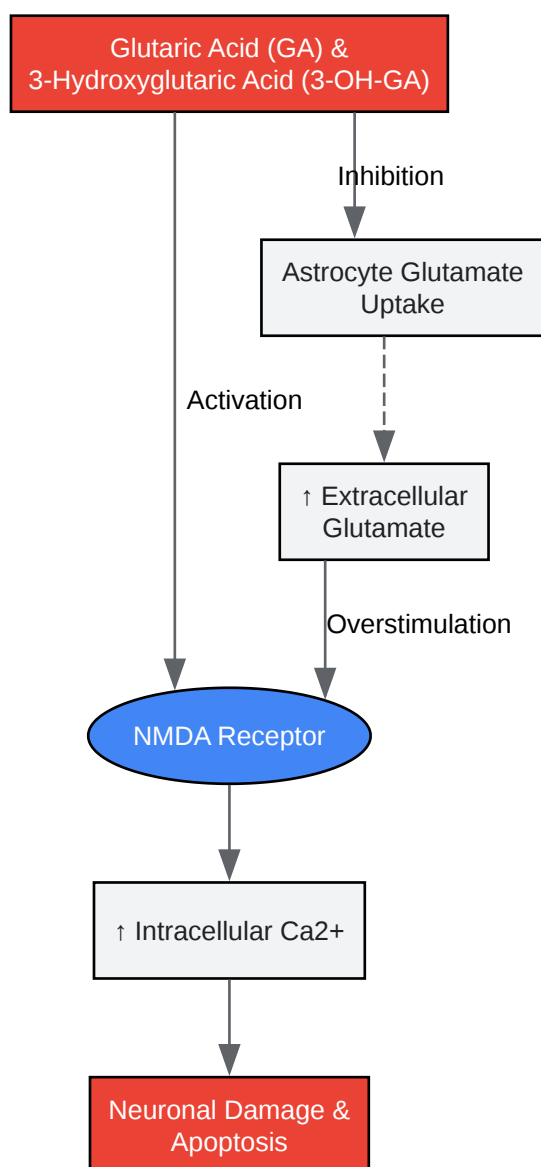 Glutaric Acid (GA) &
3-Hydroxyglutaric Acid (3-OH-GA)
Inhibition
Astrocyte Glutamate
Uptake
Activation
↑ Extracellular
Glutamate
Overstimulation
NMDA Receptor
↑ Intracellular Ca2+
Neuronal Damage &
Apoptosis